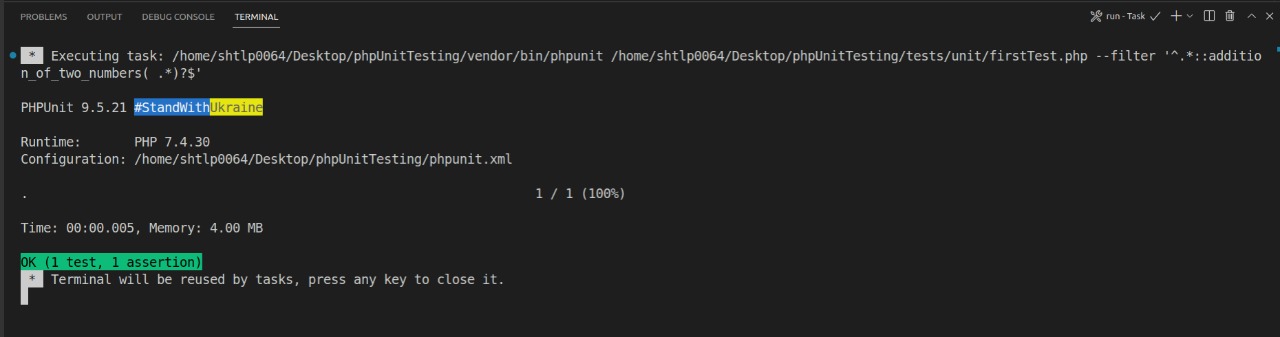 PROBLEMS OUTPUT DEBUG CONSOLE TERMINAL run - Task
* Executing task: /home/shtlp0064/Desktop/phpUnitTesting/vendor/bin/phpunit /home/shtlp0064/Desktop/phpUnitTesting/tests/unit/firstTest.php --filter '^.*::additio
n_of_two_numbers( .*)?$'
PHPUnit 9.5.21 #StandWithUkraine
Runtime: PHP 7.4.30
Configuration: /home/shtlp0064/Desktop/phpUnitTesting/phpunit.xml
. 1 / 1 (100%)
Time: 00:00.005, Memory: 4.00 MB
OK (1 test, 1 assertion)
* Terminal will be reused by tasks, press any key to close it.